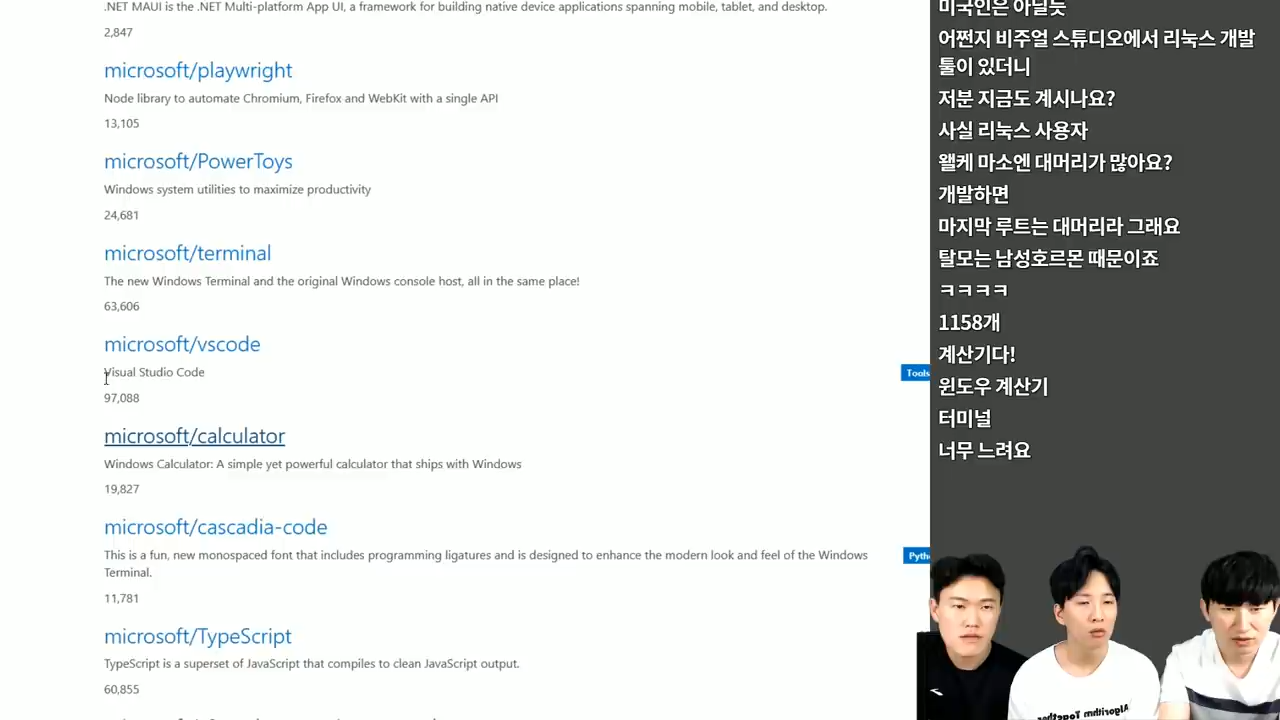 .NET MAUI is the .NET Multi-platform App UI, a framework for building native device applications spanning mobile, tablet, and desktop.
2,847
microsoft/playwright
Node library to automate Chromium, Firefox and WebKit with a single API
13,105
microsoft/PowerToys
Windows system utilities to maximize productivity
24,681
microsoft/terminal
The new Windows Terminal and the original Windows console host, all in the same place!
63,606
microsoft/vscode
Visual Studio Code
Tools
97,088
microsoft/calculator
Windows Calculator: A simple yet powerful calculator that ships with Windows
19,827
microsoft/cascadia-code
This is a fun, new monospaced font that includes programming ligatures and is designed to enhance the modern look and feel of the Windows
Terminal.
Pyth
11,781
microsoft/TypeScript
TypeScript is a superset of JavaScript that compiles to clean JavaScript output.
60,855
미국인은 아닐듯
어쩐지 비주얼 스튜디오에서 리눅스 개발
툴이 있더니
저분 지금도 계시나요?
사실 리눅스 사용자
왤케 마소엔 대머리가 많아요?
개발하면
마지막 루트는 대머리라 그래요
탈모는 남성호르몬 때문이죠
ㅋㅋㅋㅋ
1158개
계산기다!
윈도우 계산기
터미널
너무 느려요
Algorithm Together